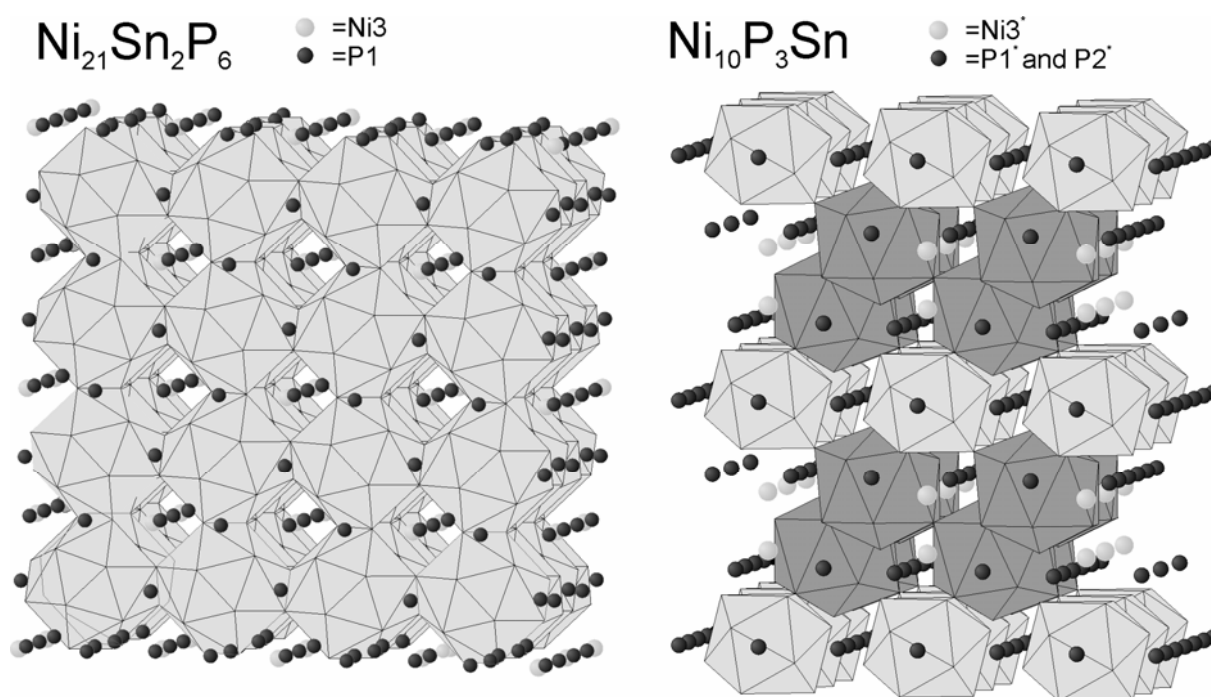 Ni₂₁Sn₂P₆
=Ni3
=P1
Ni₁₀P₃Sn
=Ni3*
=P1* and P2*